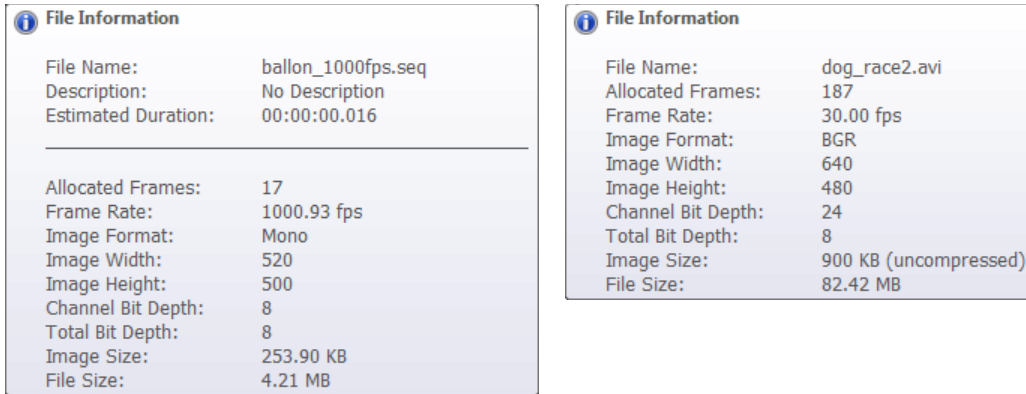 File Information
File Name: ballon_1000fps.seq
Description: No Description
Estimated Duration: 00:00:00.016
Allocated Frames: 17
Frame Rate: 1000.93 fps
Image Format: Mono
Image Width: 520
Image Height: 500
Channel Bit Depth: 8
Total Bit Depth: 8
Image Size: 253.90 KB
File Size: 4.21 MB
File Information
File Name: dog_race2.avi
Allocated Frames: 187
Frame Rate: 30.00 fps
Image Format: BGR
Image Width: 640
Image Height: 480
Channel Bit Depth: 24
Total Bit Depth: 8
Image Size: 900 KB (uncompressed)
File Size: 82.42 MB